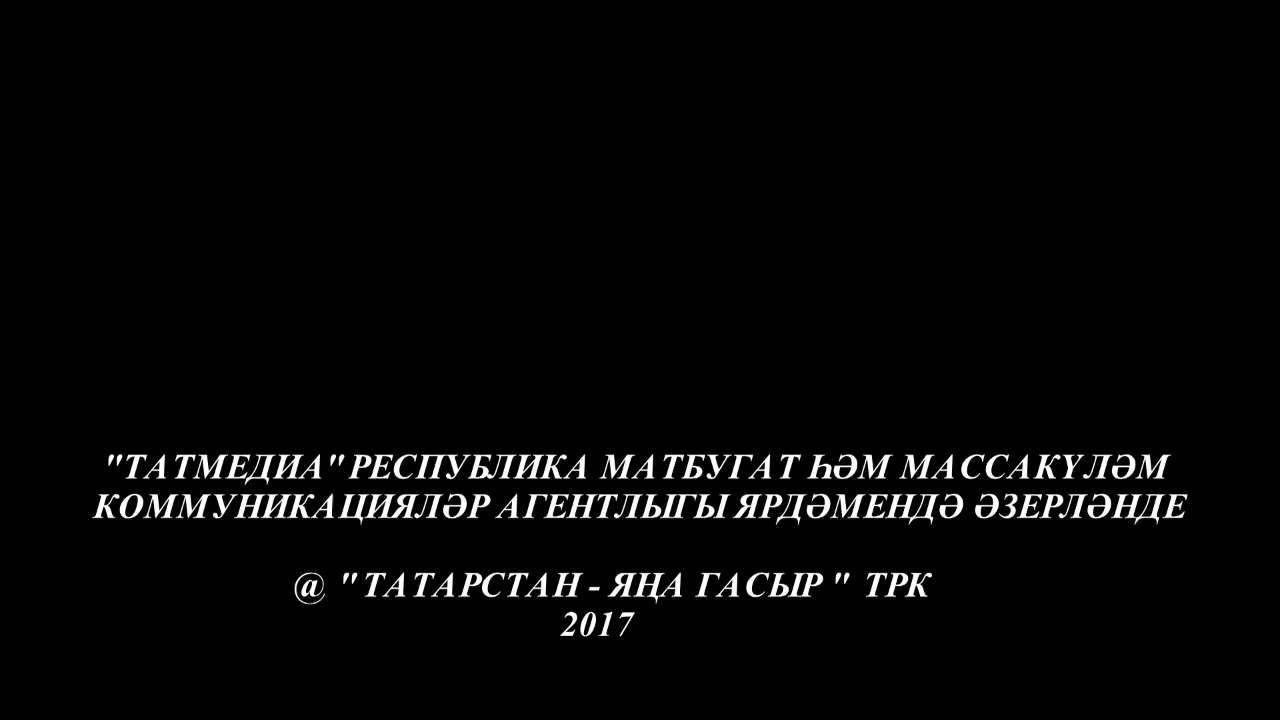 "ТАТМЕДИА" РЕСПУБЛИКА МАТБУГАТ ҺӘМ МАССАКҮЛӘМ
КОММУНИКАЦИЯЛӘР АГЕНТЛЫГЫ ЯРДӘМЕНДӘ ӘЗЕРЛӘНДЕ
@ "ТАТАРСТАН - ЯҢА ГАСЫР" ТРК
2017